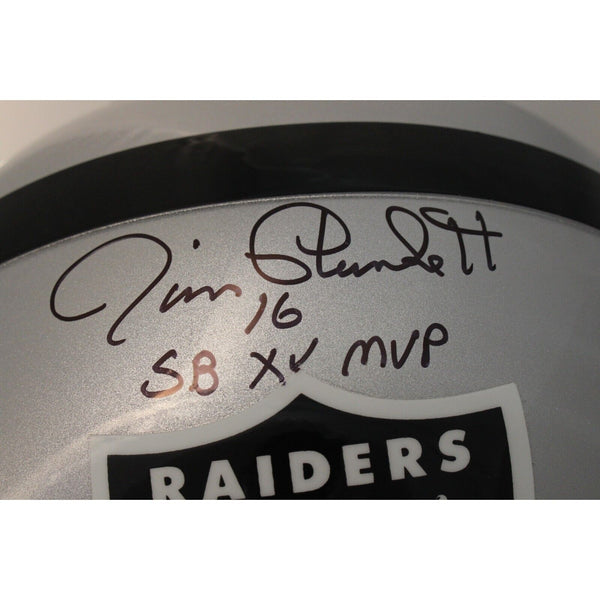 Jim Plunkett
16
SB XV MVP
RAIDERS